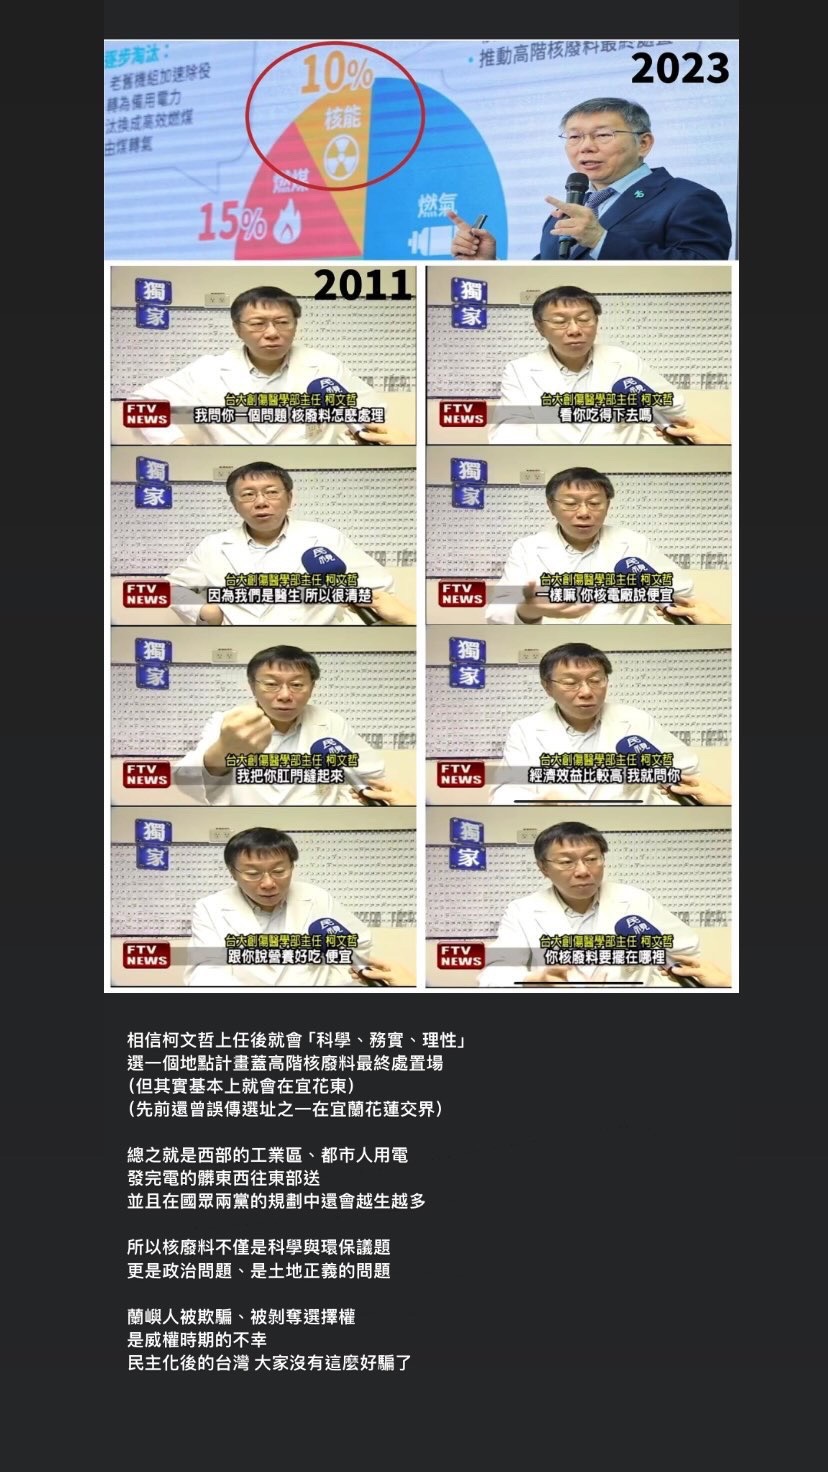 逐步淘汰：
老舊機組加速除役
轉為備用電力
汰換成高效燃煤
由煤轉氣
10%
核能
燃煤
15%
燃氣
推動高階核廢料最終處置
2023
2011
獨家
FTV NEWS
民視
台大創傷醫學部主任 柯文哲
我問你一個問題 核廢料怎麼處理
獨家
FTV NEWS
民視
台大創傷醫學部主任 柯文哲
看你吃得下去嗎
獨家
FTV NEWS
民視
台大創傷醫學部主任 柯文哲
因為我們是醫生 所以很清楚
獨家
FTV NEWS
民視
台大創傷醫學部主任 柯文哲
一樣嘛 你核電廠說便宜
獨家
FTV NEWS
民視
台大創傷醫學部主任 柯文哲
我把你肛門縫起來
獨家
FTV NEWS
民視
台大創傷醫學部主任 柯文哲
經濟效益比較高 我就問你
獨家
FTV NEWS
民視
台大創傷醫學部主任 柯文哲
跟你說營養好吃 便宜
獨家
FTV NEWS
民視
台大創傷醫學部主任 柯文哲
你核廢料要擺在哪裡
相信柯文哲上任後就會「科學、務實、理性」
選一個地點計畫蓋高階核廢料最終處置場
(但其實基本上就會在宜花東)
(先前還曾誤傳選址之一在宜蘭花蓮交界)
總之就是西部的工業區、都市人用電
發完電的髒東西往東部送
並且在國眾兩黨的規劃中還會越生越多
所以核廢料不僅是科學與環保議題
更是政治問題、是土地正義的問題
蘭嶼人被欺騙、被剝奪選擇權
是威權時期的不幸
民主化後的台灣 大家沒有這麼好騙了